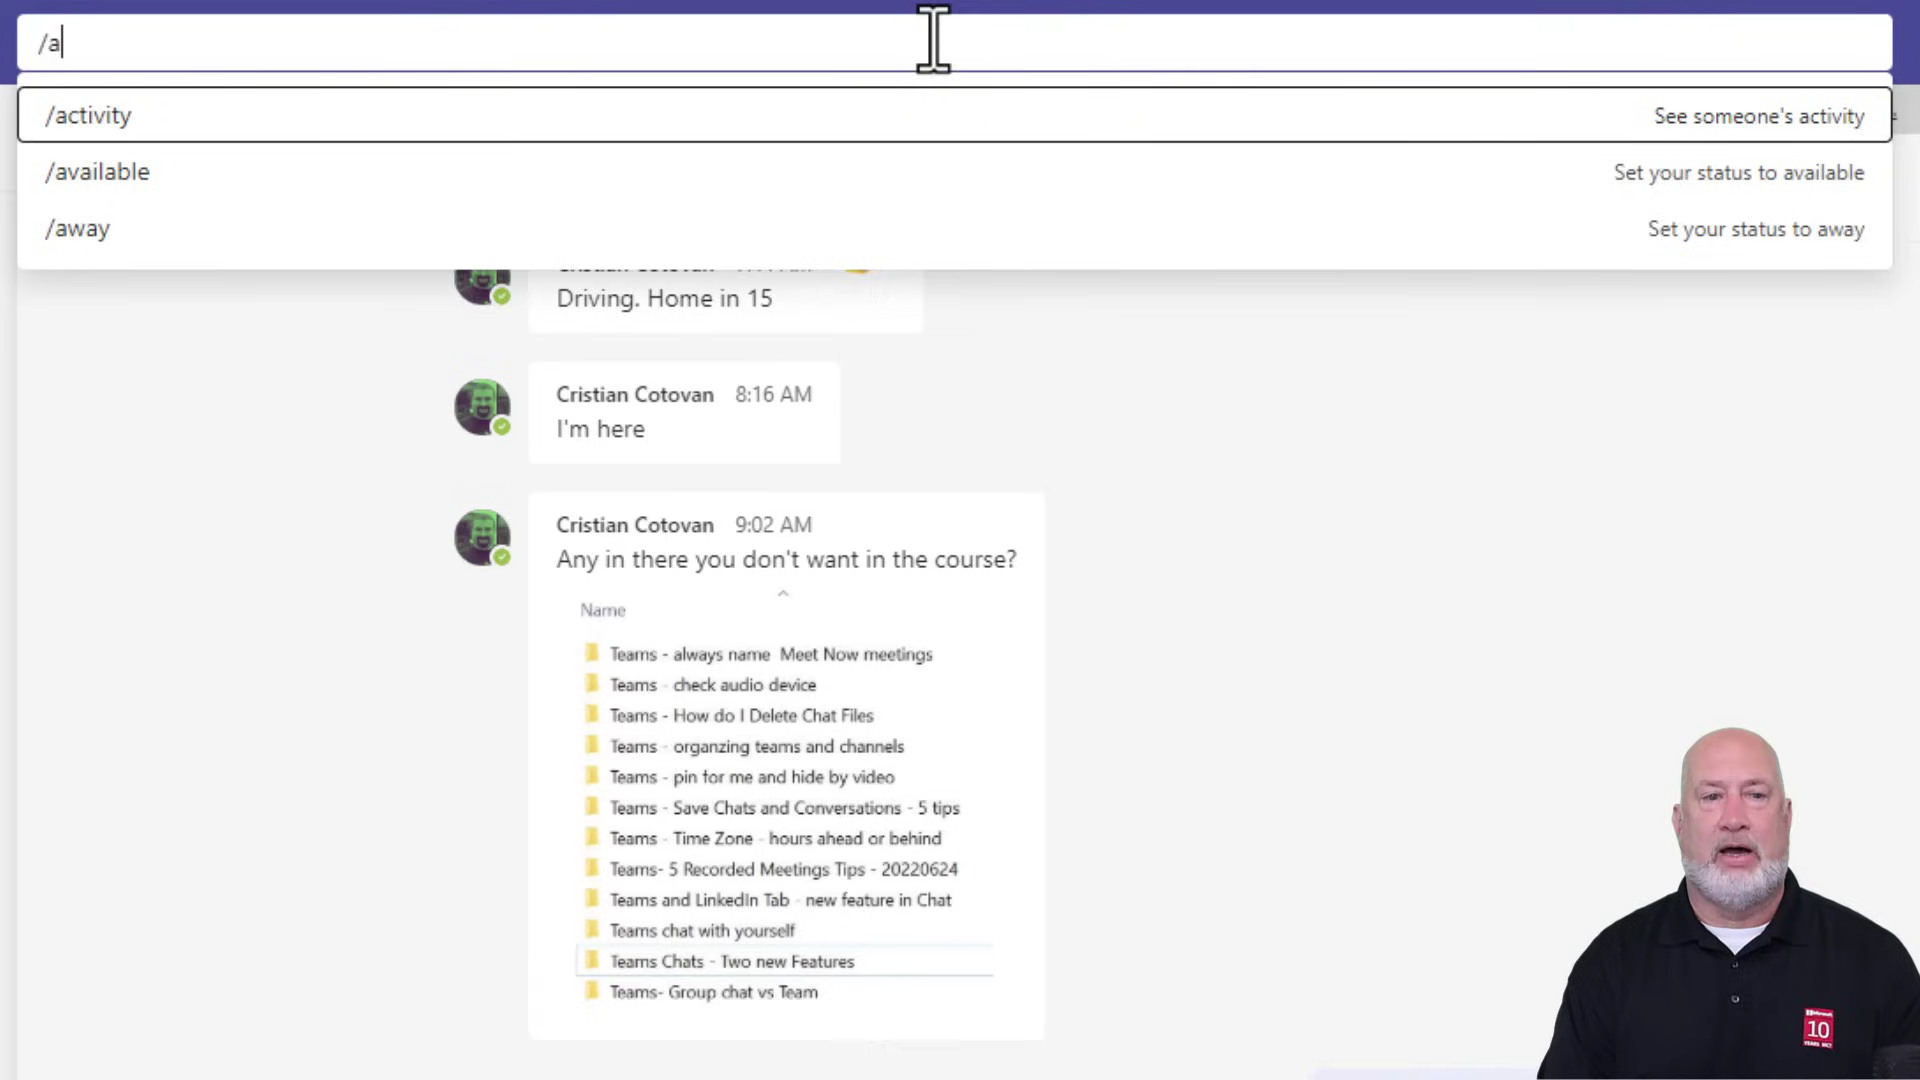 /a
/activity See someone's activity
/available Set your status to available
/away Set your status to away
Driving. Home in 15
Cristian Cotovan 8:16 AM
I'm here
Cristian Cotovan 9:02 AM
Any in there you don't want in the course?
Name
Teams - always name Meet Now meetings
Teams - check audio device
Teams - How do I Delete Chat Files
Teams - organzing teams and channels
Teams - pin for me and hide by video
Teams - Save Chats and Conversations - 5 tips
Teams - Time Zone - hours ahead or behind
Teams- 5 Recorded Meetings Tips - 20220624
Teams and LinkedIn Tab - new feature in Chat
Teams chat with yourself
Teams Chats - Two new Features
Teams- Group chat vs Team
Microsoft
10
YEARS MCT